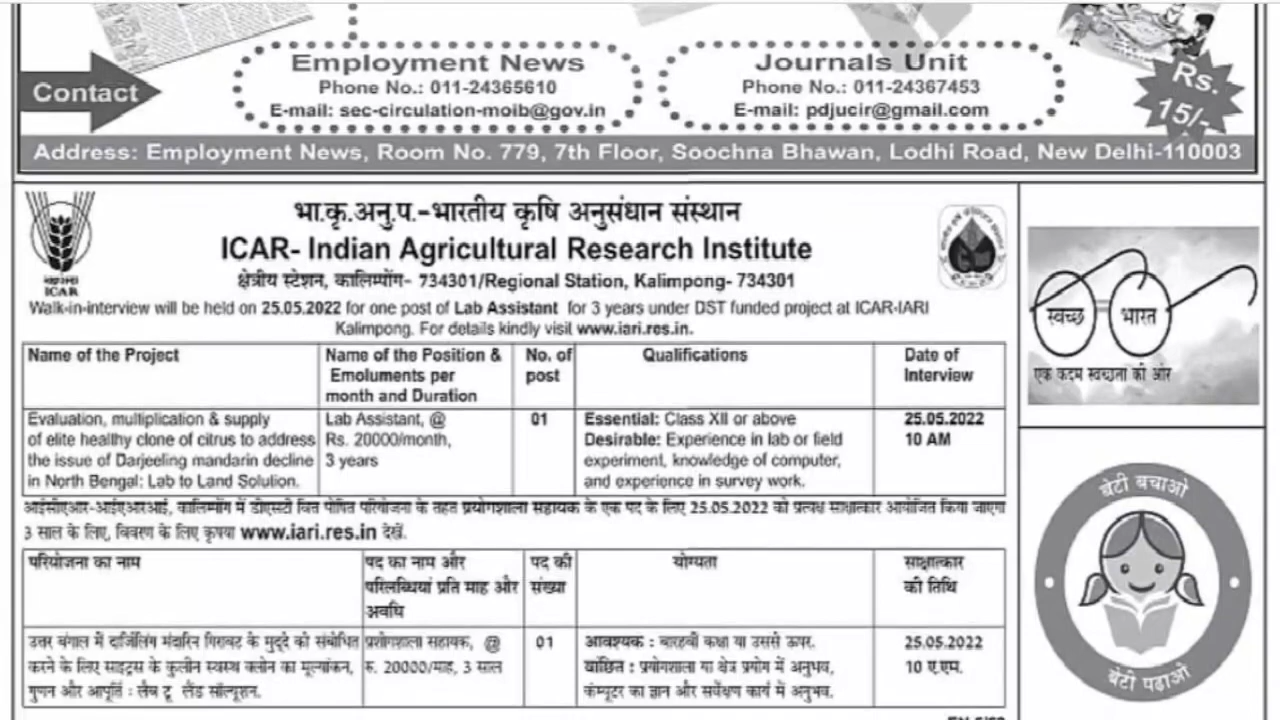 Contact
Employment News
Phone No.: 011-24365610
E-mail: sec-circulation-moib@gov.in
Journals Unit
Phone No.: 011-24367453
E-mail: pdjucir@gmail.com
Rs.
15/-
Address: Employment News, Room No. 779, 7th Floor, Soochna Bhawan, Lodhi Road, New Delhi-110003
भा.कृ.अनु.प.-भारतीय कृषि अनुसंधान संस्थान
ICAR- Indian Agricultural Research Institute
क्षेत्रीय स्टेशन, कालिम्पोंग- 734301/Regional Station, Kalimpong- 734301
ICAR
Walk-in-interview will be held on 25.05.2022 for one post of Lab Assistant for 3 years under DST funded project at ICAR-IARI
Kalimpong. For details kindly visit www.iari.res.in.
Name of the Project
Name of the Position &
Emoluments per
month and Duration
No. of
post
Qualifications
Date of
Interview
Evaluation, multiplication & supply
of elite healthy clone of citrus to address
the issue of Darjeeling mandarin decline
in North Bengal: Lab to Land Solution.
Lab Assistant, @
Rs. 20000/month,
3 years
01
Essential: Class XII or above
Desirable: Experience in lab or field
experiment, knowledge of computer,
and experience in survey work.
25.05.2022
10 AM
आईसीएआर-आईएआरआई, कालिम्पोंग में डीएसटी वित्त पोषित परियोजना के तहत प्रयोगशाला सहायक के एक पद के लिए 25.05.2022 को प्रत्यक्ष साक्षात्कार आयोजित किया जाएगा
3 साल के लिए, विवरण के लिए कृपया www.iari.res.in देखें.
परियोजना का नाम
पद का नाम और
परिलब्धियां प्रति माह और
अवधि
पद की
संख्या
योग्यता
साक्षात्कार
की तिथि
उत्तर बंगाल में दार्जिलिंग मंदारिन गिरावट के मुद्दे को संबोधित
करने के लिए साइट्रस के कुलीन स्वस्थ क्लोन का मूल्यांकन,
गुणन और आपूर्ति : लैब टू लैंड सॉल्यूशन.
प्रयोगशाला सहायक, @
रु. 20000/माह, 3 साल
01
आवश्यक : बारहवीं कक्षा या उससे ऊपर.
वांछित : प्रयोगशाला या क्षेत्र प्रयोग में अनुभव,
कंम्प्यूटर का ज्ञान और सर्वेक्षण कार्य में अनुभव.
25.05.2022
10 ए.एम.
स्वच्छ भारत
एक कदम स्वच्छता की ओर
बेटी बचाओ
बेटी पढ़ाओ